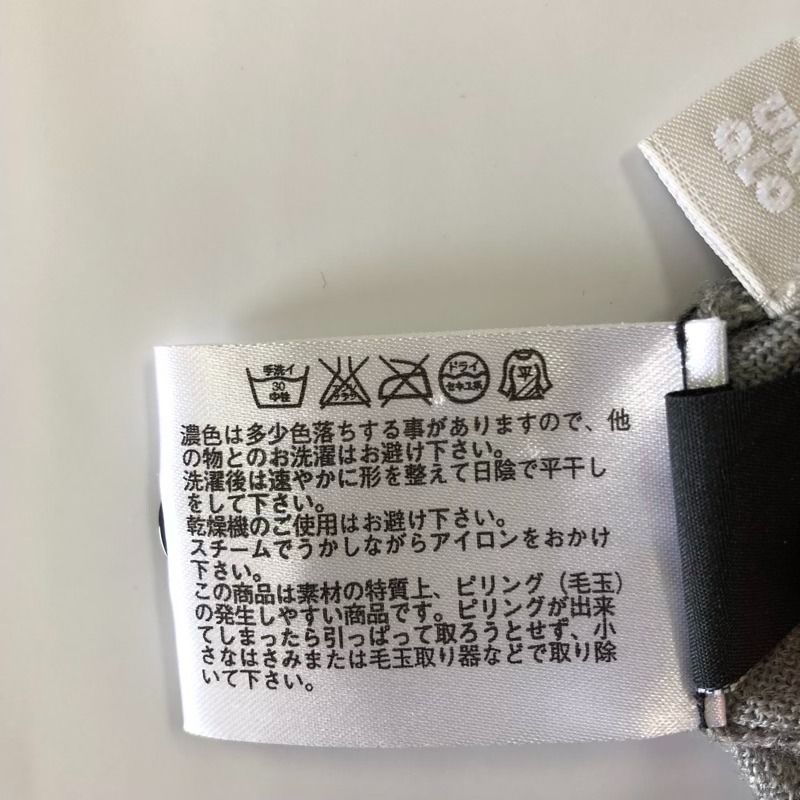 手洗イ
30
中性
エンソ
サラシ
ドライ
セキユ系
平
濃色は多少色落ちする事がありますので、他
の物とのお洗濯はお避け下さい。
洗濯後は速やかに形を整えて日陰で平干し
をして下さい。
乾燥機のご使用はお避け下さい。
スチームでうかしながらアイロンをおかけ
下さい。
この商品は素材の特質上、ピリング（毛玉）
の発生しやすい商品です。ピリングが出来
てしまったら引っぱって取ろうとせず、小
さなはさみまたは毛玉取り器などで取り除
いて下さい。